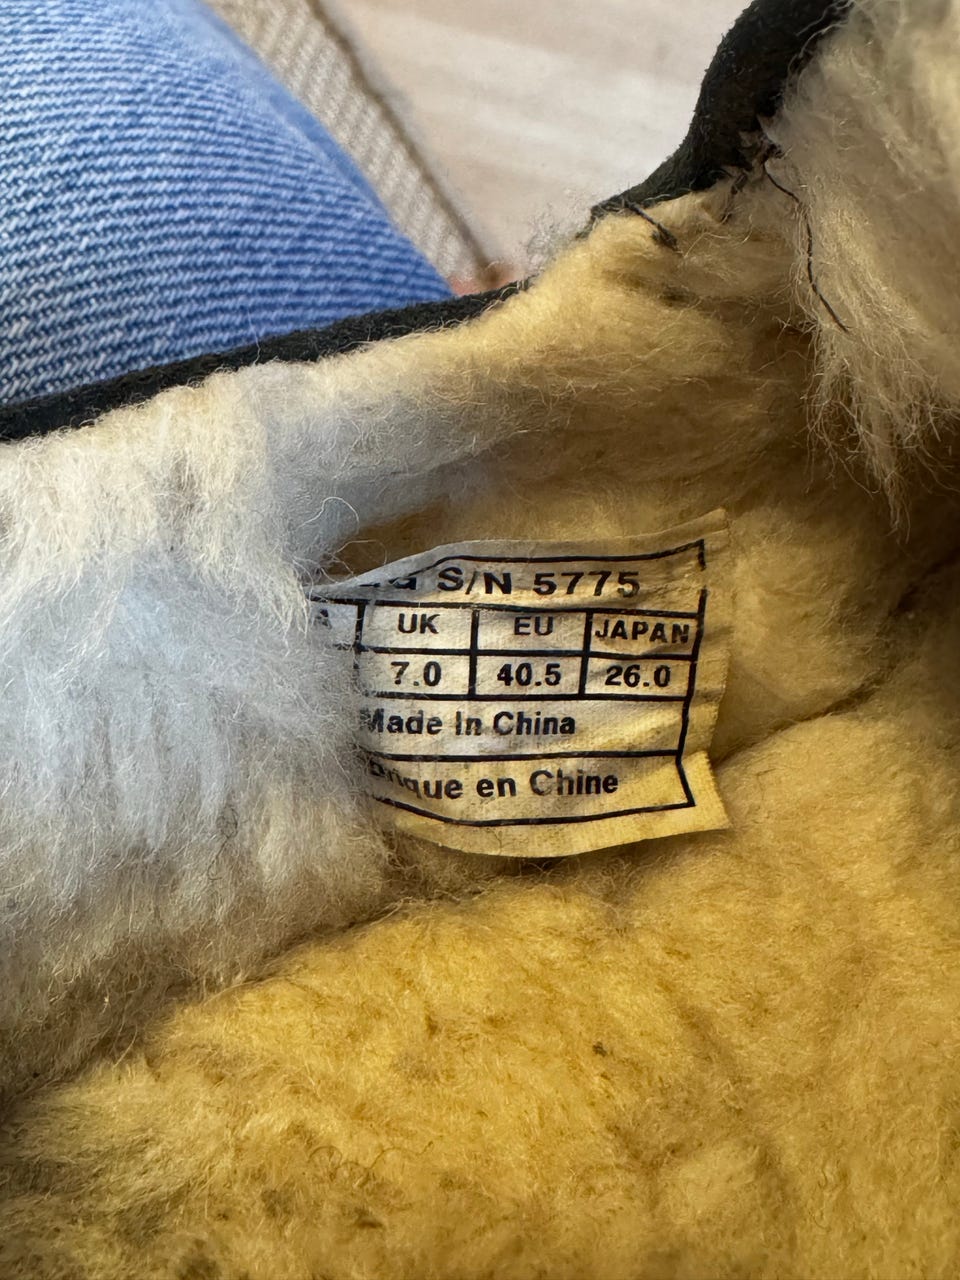 S/N 5775
UK EU JAPAN
7.0 40.5 26.0
Made In China
en Chine